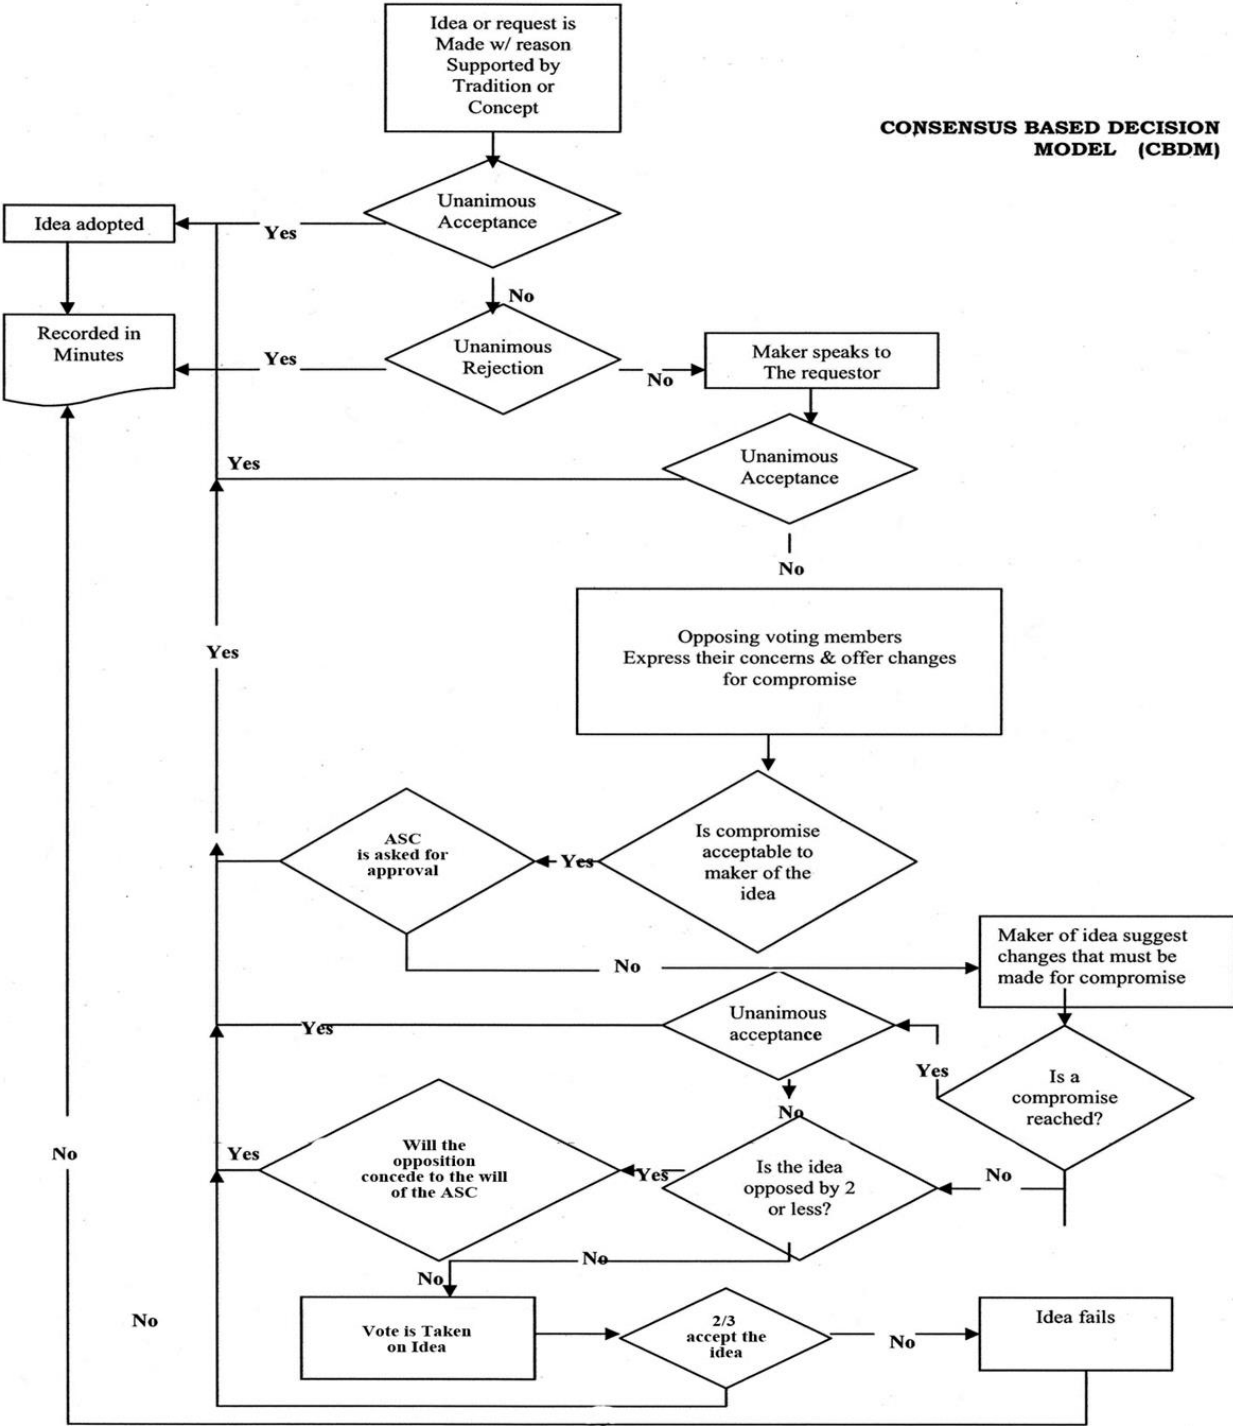 Idea or request is
Made w/ reason
Supported by
Tradition or
Concept
CONSENSUS BASED DECISION
MODEL (CBDM)
Unanimous
Acceptance
Idea adopted
Yes
No
Recorded in
Minutes
Yes
Unanimous
Rejection
No
Maker speaks to
The requestor
Yes
Unanimous
Acceptance
No
Opposing voting members
Express their concerns & offer changes
for compromise
Yes
ASC
is asked for
approval
Yes
Is compromise
acceptable to
maker of the
idea
No
Maker of idea suggest
changes that must be
made for compromise
Yes
Unanimous
acceptance
Yes
Is a
compromise
reached?
No
No
Yes
Will the
opposition
concede to the will
of the ASC
Yes
Is the idea
opposed by 2
or less?
No
No
No
No
Vote is Taken
on Idea
2/3
accept the
idea
No
Idea fails